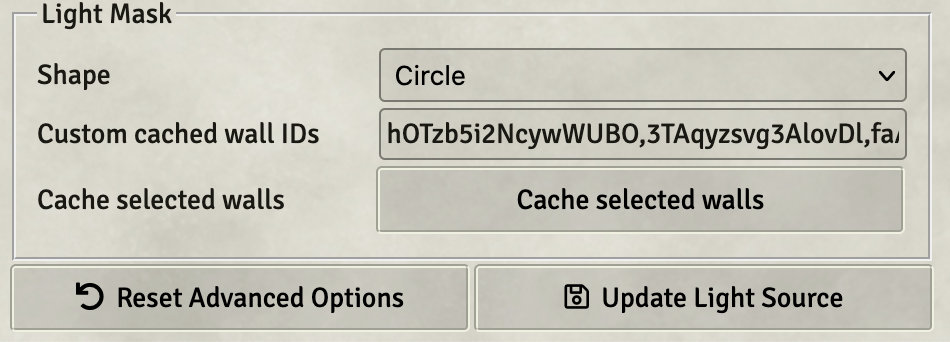 Light Mask
Shape
Circle
Custom cached wall IDs
hOTzb5i2NcywWUBO,3TAqyzsvg3AlovDl,fa
Cache selected walls
Cache selected walls
Reset Advanced Options
Update Light Source